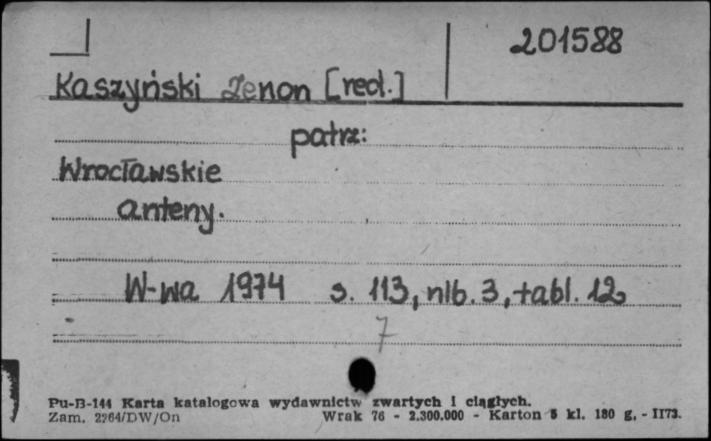 201588
Kaszyński Zenon [red.]
patrz:
Wrocławskie
anteny.
W-wa 1974 s. 113, nlb. 3, tabl. 12
7
Pu-B-144 Karta katalogowa wydawnictw zwartych i ciągłych.
Zam. 2264/DW/On Wrak 76 - 2.300.000 - Karton 5 kl. 180 g. - II73.